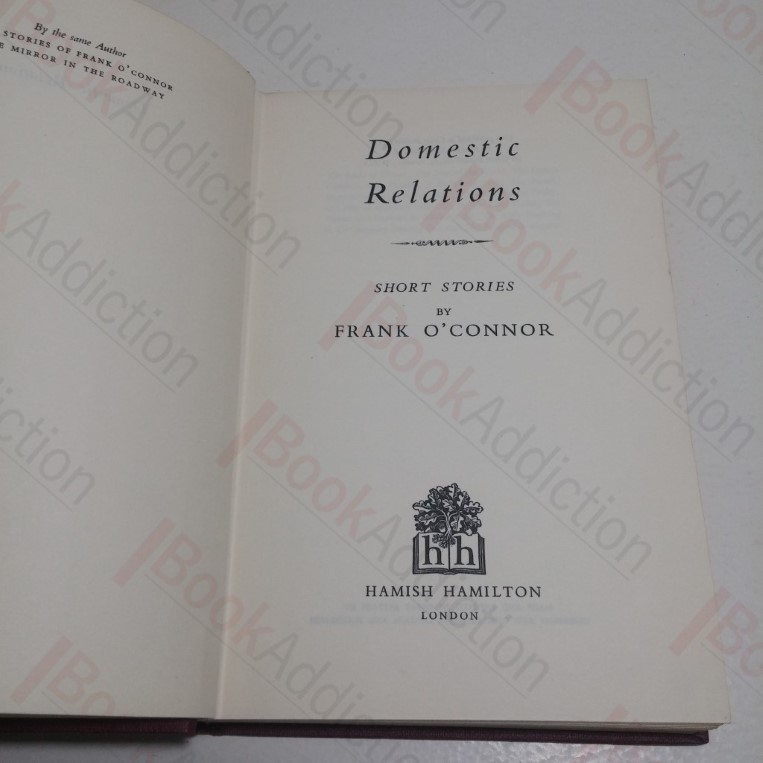 By the same Author
STORIES OF FRANK O'CONNOR
MIRROR IN THE ROADWAY
Domestic
Relations
SHORT STORIES
BY
FRANK O'CONNOR
hh
HAMISH HAMILTON
LONDON
BookAddiction